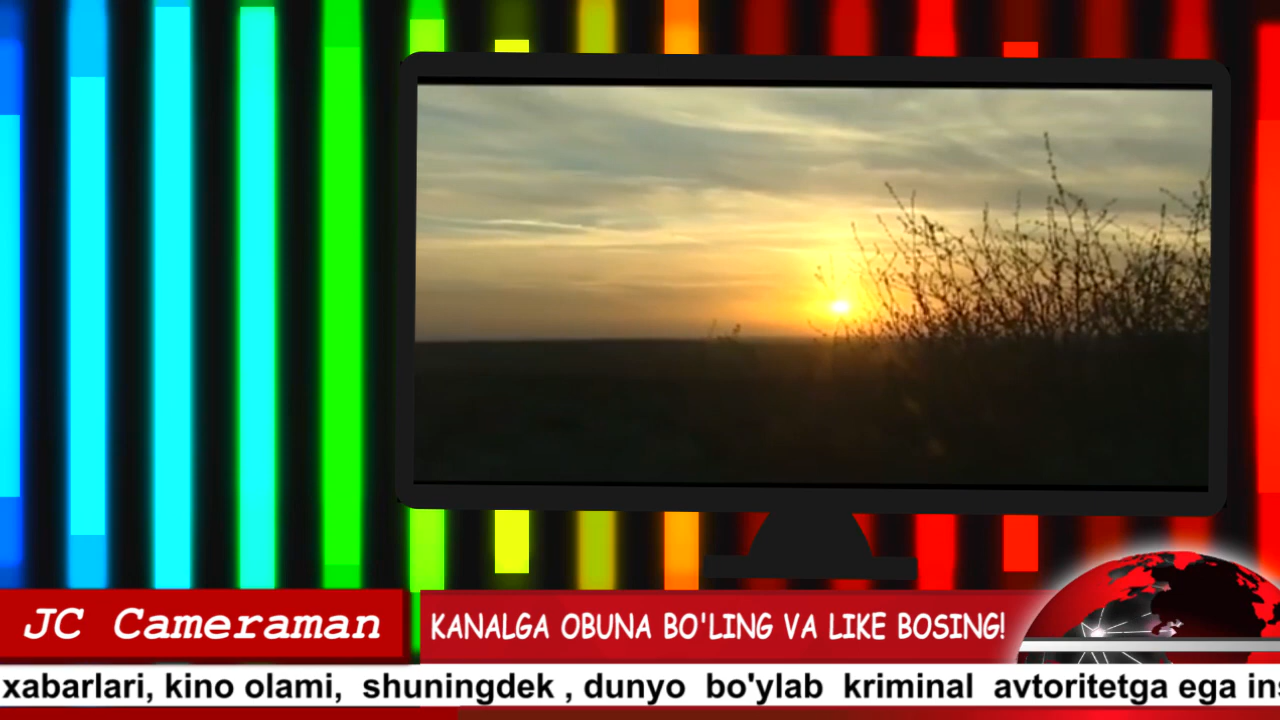 JC Cameraman
KANALGA OBUNA BO'LING VA LIKE BOSING!
xabarlari, kino olami, shuningdek , dunyo bo'ylab kriminal avtoritetga ega